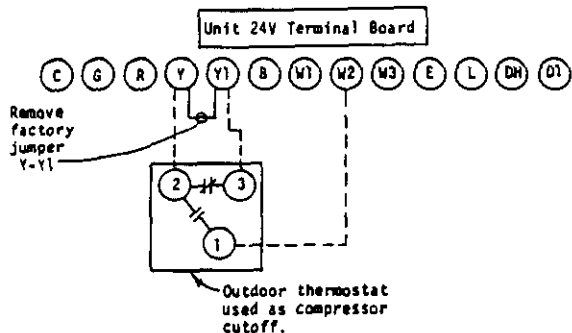 Unit 24V Terminal Board
C G R Y Y1 B W1 W2 W3 E L DH D1
Remove
factory
jumper
Y-Y1
2 3
1
Outdoor thermostat
used as compressor
cutoff.